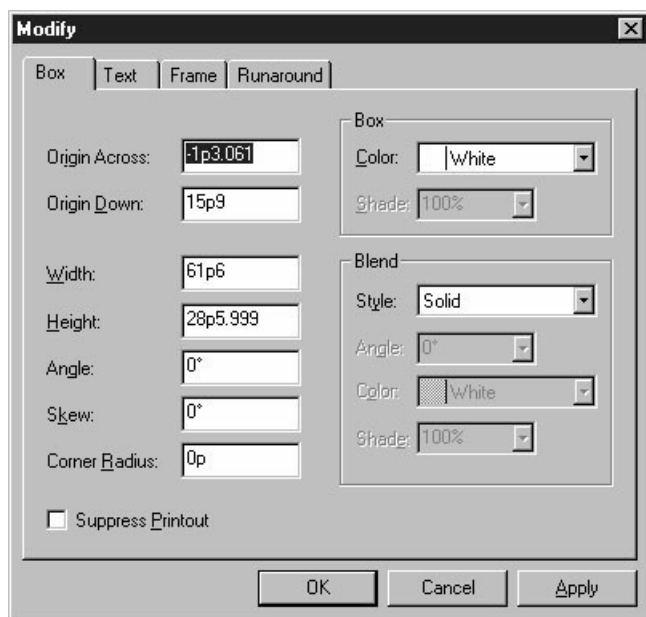 Modify
Box Text Frame Runaround
Origin Across: -1p3.061
Origin Down: 15p9
Width: 61p6
Height: 28p5.999
Angle: 0°
Skew: 0°
Corner Radius: 0p
Suppress Printout
Box
Color: White
Shade: 100%
Blend
Style: Solid
Angle: 0°
Color: White
Shade: 100%
OK Cancel Apply